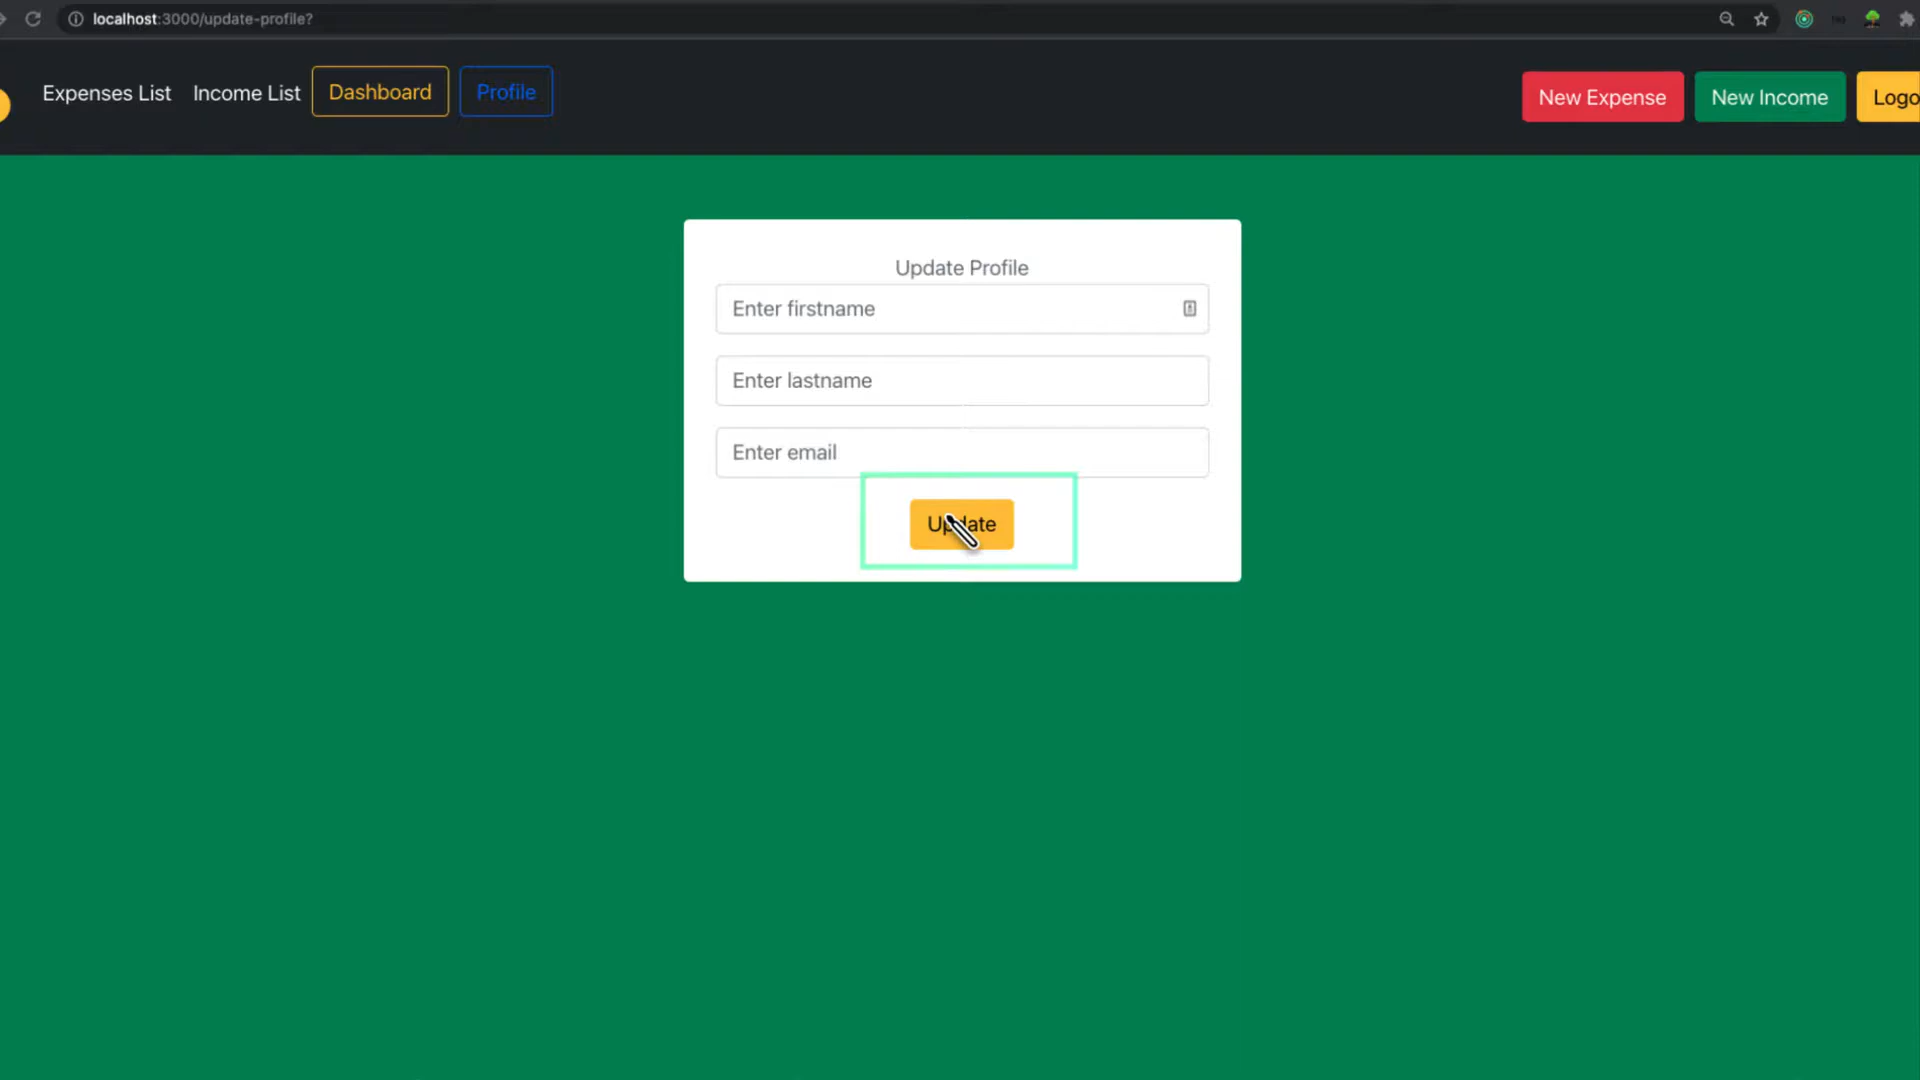 localhost:3000/update-profile?
Expenses List Income List Dashboard Profile New Expense New Income Logo
Update Profile
Enter firstname
Enter lastname
Enter email
Update